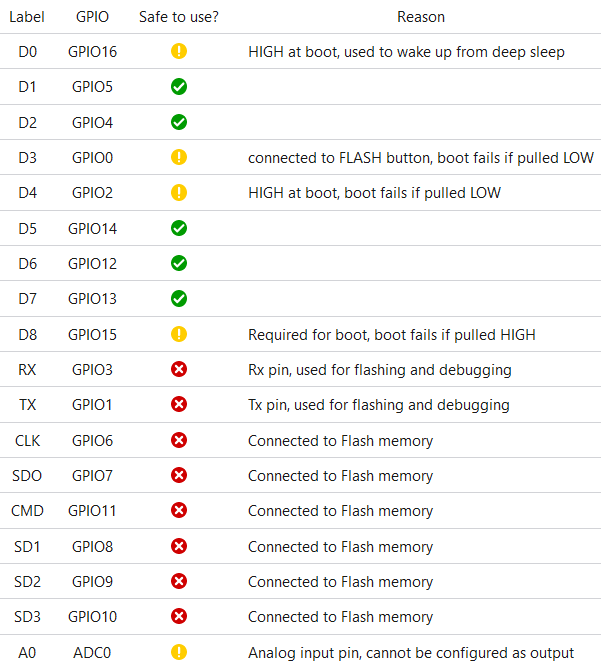 Label GPIO Safe to use? Reason
D0 GPIO16 HIGH at boot, used to wake up from deep sleep
D1 GPIO5
D2 GPIO4
D3 GPIO0 connected to FLASH button, boot fails if pulled LOW
D4 GPIO2 HIGH at boot, boot fails if pulled LOW
D5 GPIO14
D6 GPIO12
D7 GPIO13
D8 GPIO15 Required for boot, boot fails if pulled HIGH
RX GPIO3 Rx pin, used for flashing and debugging
TX GPIO1 Tx pin, used for flashing and debugging
CLK GPIO6 Connected to Flash memory
SDO GPIO7 Connected to Flash memory
CMD GPIO11 Connected to Flash memory
SD1 GPIO8 Connected to Flash memory
SD2 GPIO9 Connected to Flash memory
SD3 GPIO10 Connected to Flash memory
A0 ADC0 Analog input pin, cannot be configured as output